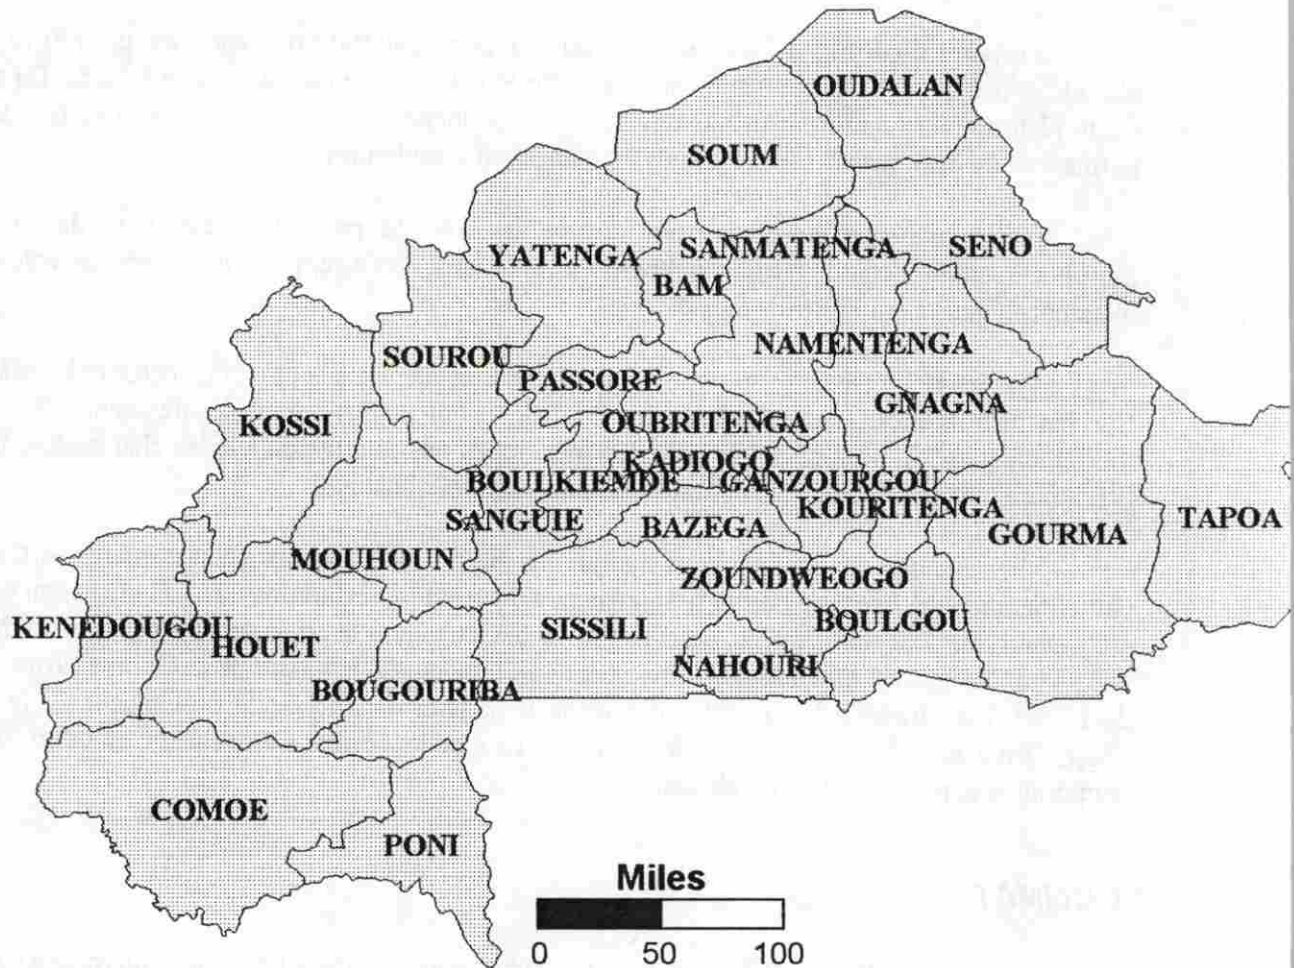 OUDALAN
SOUM
SANMATENGA
SENO
YATENGA
BAM
NAMENTENGA
SOUROU
PASSORE
GNAGNA
OUBRITENGA
KOSSI
KADIOGO
BOULKIEMDE
GANZOURGOU
KOURITENGA
SANGUIE
BAZEGA
GOURMA
TAPOA
MOUHOUN
ZOUNDWEOGO
BOULGOU
KENEDOUGOU
HOUET
SISSILI
NAHOURI
BOUGOURIBA
COMOE
PONI
Miles
0 50 100